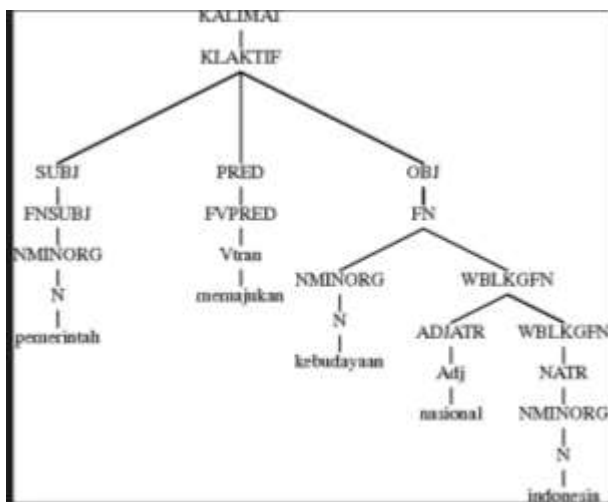 KALIMAT
KLAKTIF
SUBJ PRED OBJ
FNSUBJ FVPRED FN
NMINORG Vtran
NMINORG WBLKGFN
N memajukan
N ADJATR WBLKGFN
pemerintah
kebudayaan Adj NATR
nasional NMINORG
N
indonesia